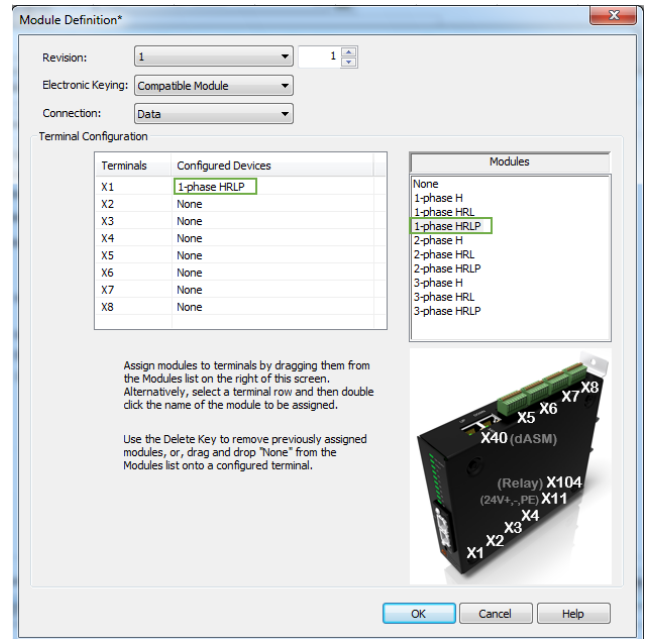 Module Definition*
Revision: 1 1
Electronic Keying: Compatible Module
Connection: Data
Terminal Configuration
Terminals Configured Devices
X1 1-phase HRLP
X2 None
X3 None
X4 None
X5 None
X6 None
X7 None
X8 None
Modules
None
1-phase H
1-phase HRL
1-phase HRLP
2-phase H
2-phase HRL
2-phase HRLP
3-phase H
3-phase HRL
3-phase HRLP
Assign modules to terminals by dragging them from
the Modules list on the right of this screen.
Alternatively, select a terminal row and then double
click the name of the module to be assigned.
Use the Delete Key to remove previously assigned
modules, or, drag and drop "None" from the
Modules list onto a configured terminal.
X8
X7
X6
X5
X40 (dASM)
(Relay) X104
(24V+,-,PE) X11
X4
X3
X2
X1
OK Cancel Help